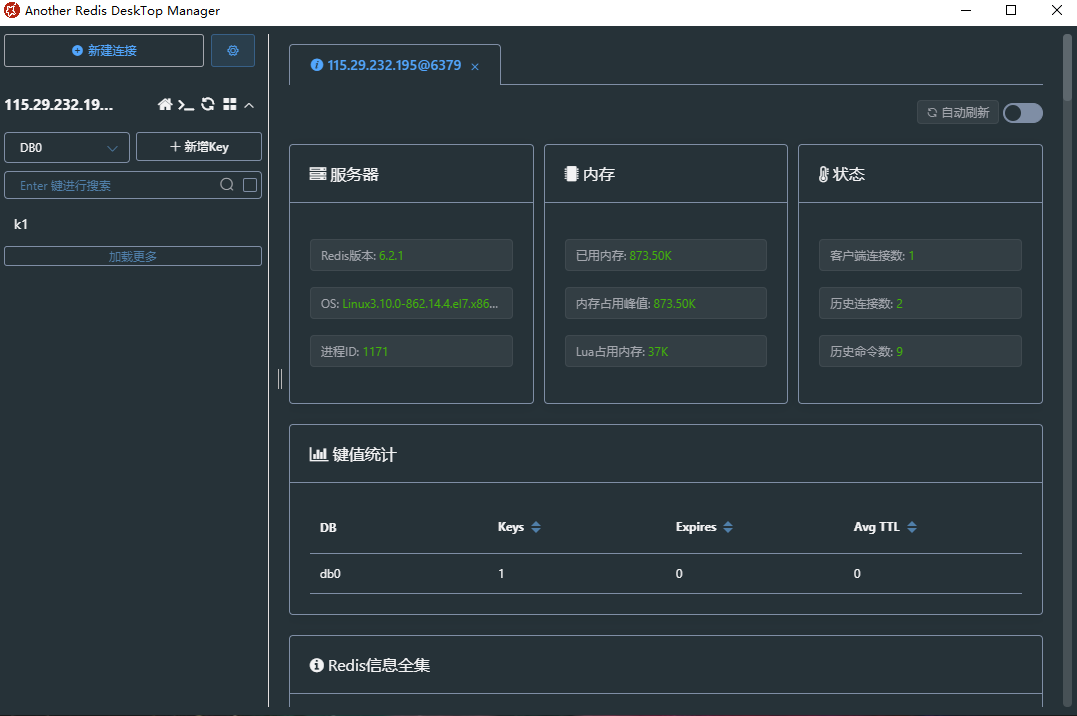 Another Redis DeskTop Manager
新建连接
115.29.232.19...
DB0
新增Key
Enter 键进行搜索
k1
加载更多
115.29.232.195@6379
自动刷新
服务器
Redis版本: 6.2.1
OS: Linux3.10.0-862.14.4.el7.x86...
进程ID: 1171
内存
已用内存: 873.50K
内存占用峰值: 873.50K
Lua占用内存: 37K
状态
客户端连接数: 1
历史连接数: 2
历史命令数: 9
键值统计
DB Keys Expires Avg TTL
db0 1 0 0
Redis信息全集